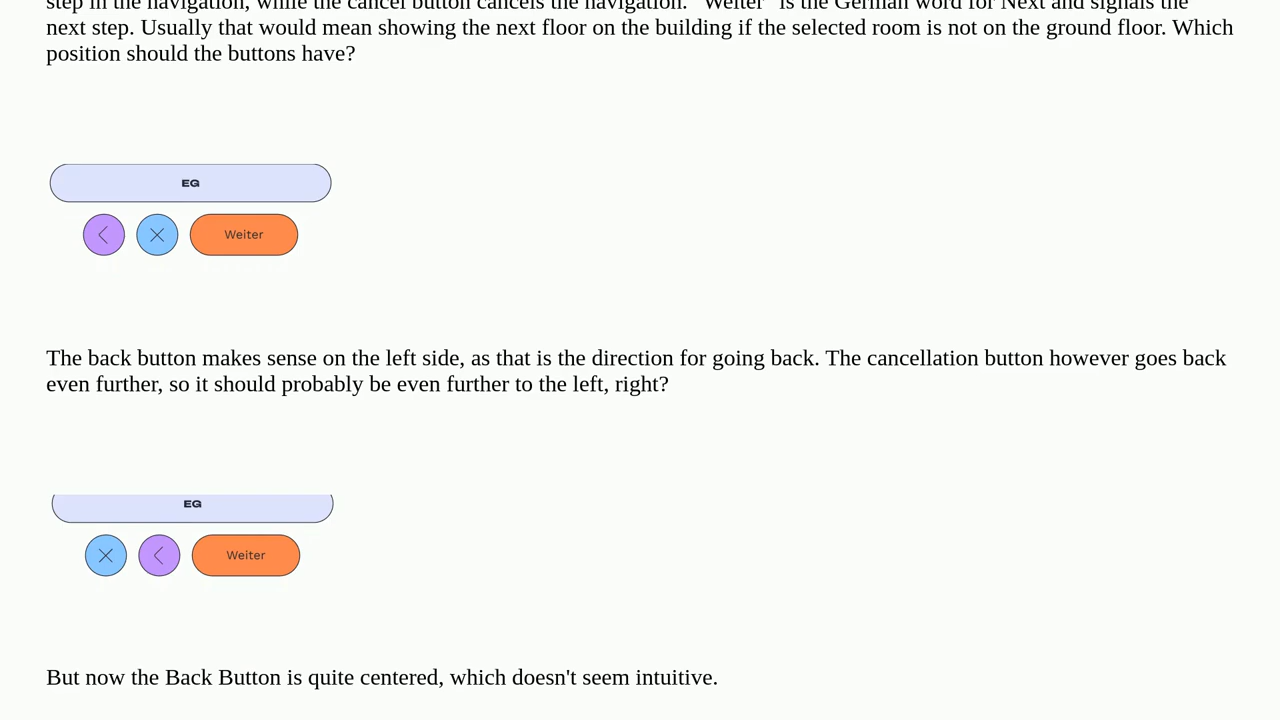 step in the navigation, while the cancel button cancels the navigation. "Weiter" is the German word for Next and signals the
next step. Usually that would mean showing the next floor on the building if the selected room is not on the ground floor. Which
position should the buttons have?
EG
Weiter
The back button makes sense on the left side, as that is the direction for going back. The cancellation button however goes back
even further, so it should probably be even further to the left, right?
EG
Weiter
But now the Back Button is quite centered, which doesn't seem intuitive.